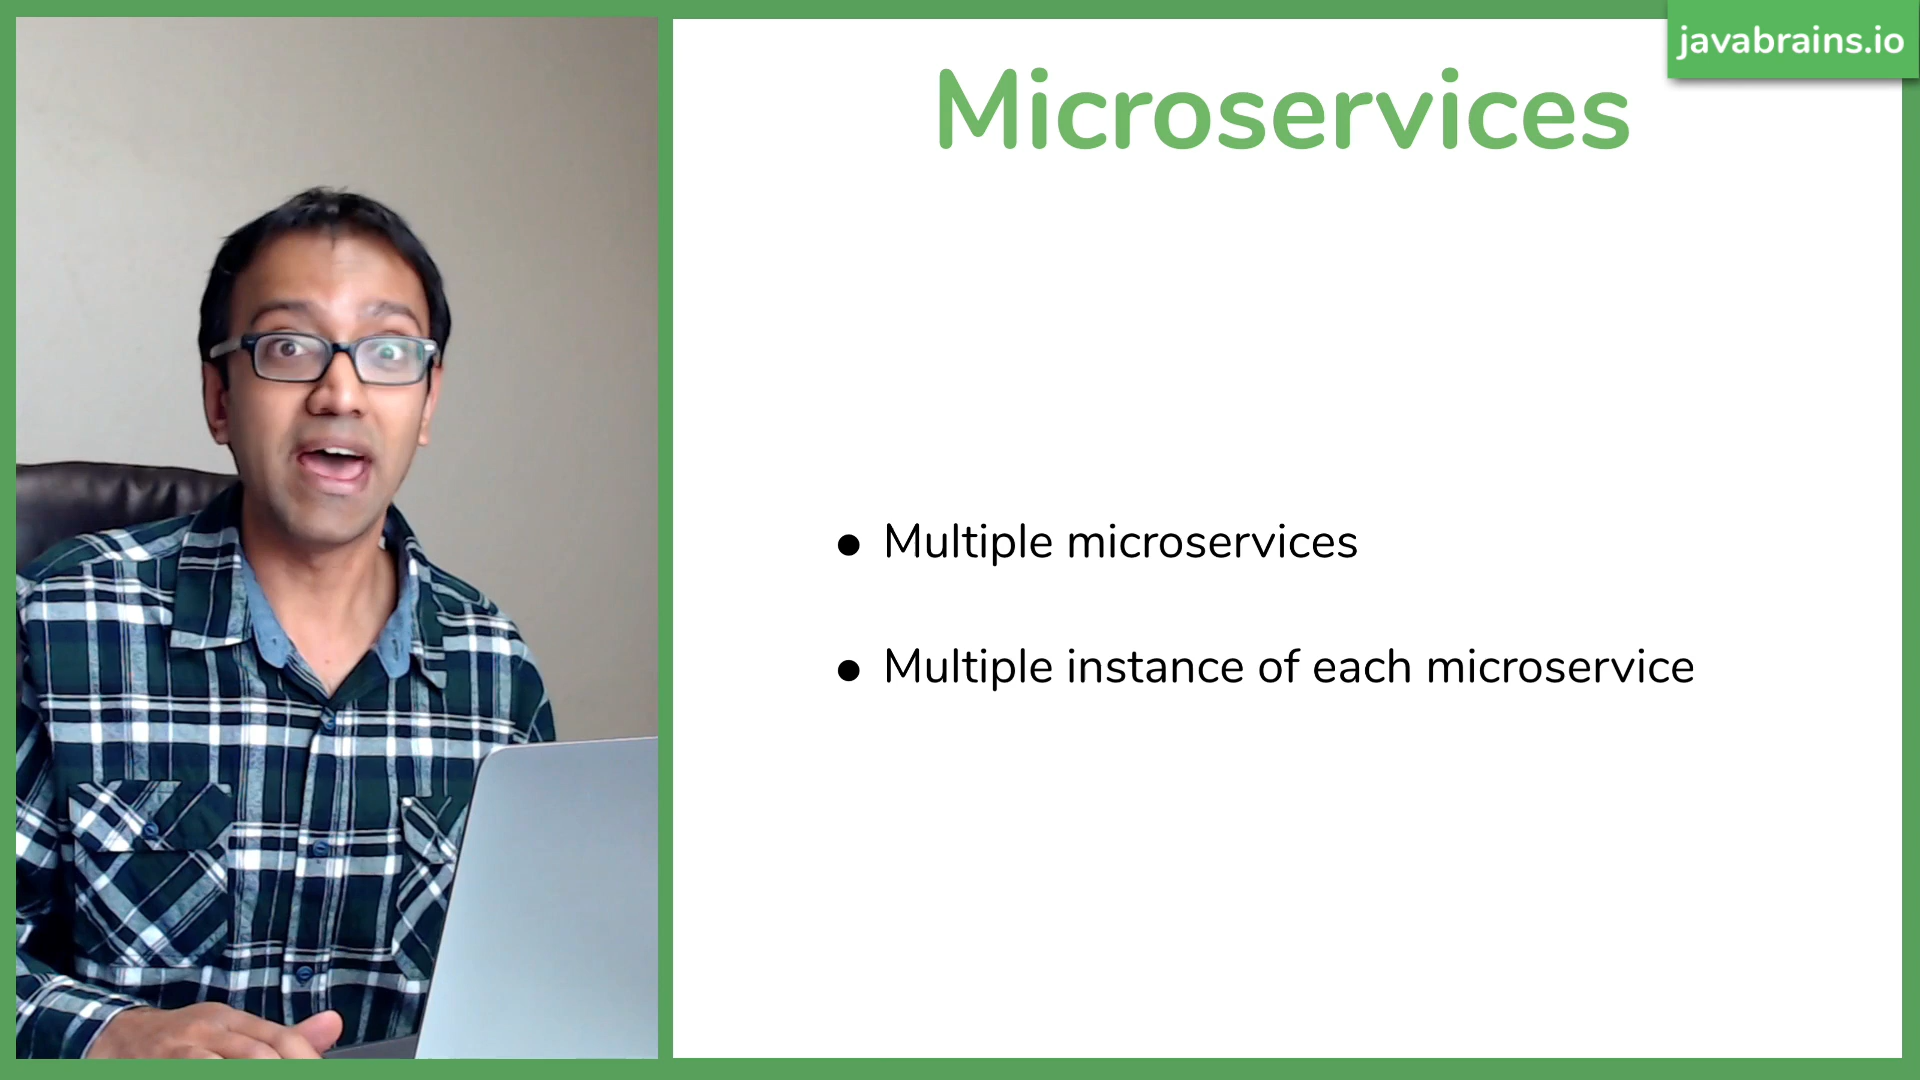 javabrains.io
Microservices
● Multiple microservices
● Multiple instance of each microservice